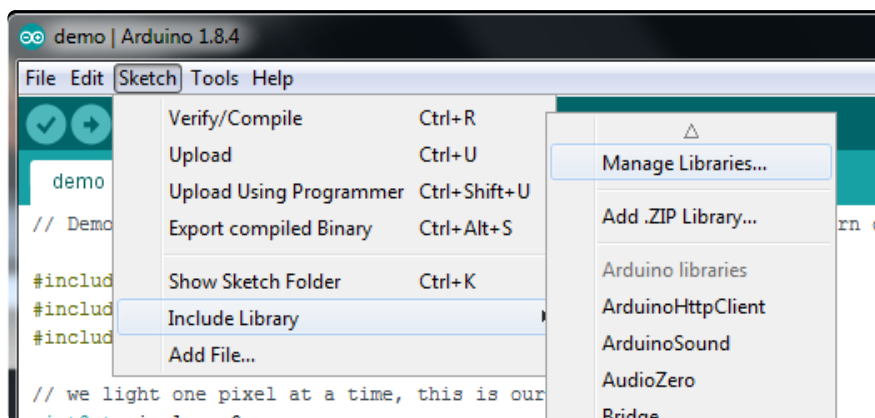 demo | Arduino 1.8.4
File Edit Sketch Tools Help
Verify/Compile Ctrl+R
Upload Ctrl+U
Upload Using Programmer Ctrl+Shift+U
Export compiled Binary Ctrl+Alt+S
Show Sketch Folder Ctrl+K
Include Library
Add File...
Manage Libraries...
Add .ZIP Library...
Arduino libraries
ArduinoHttpClient
ArduinoSound
AudioZero
Bridge
demo
// Demo
rn
#includ
#includ
#includ
// we light one pixel at a time, this is our